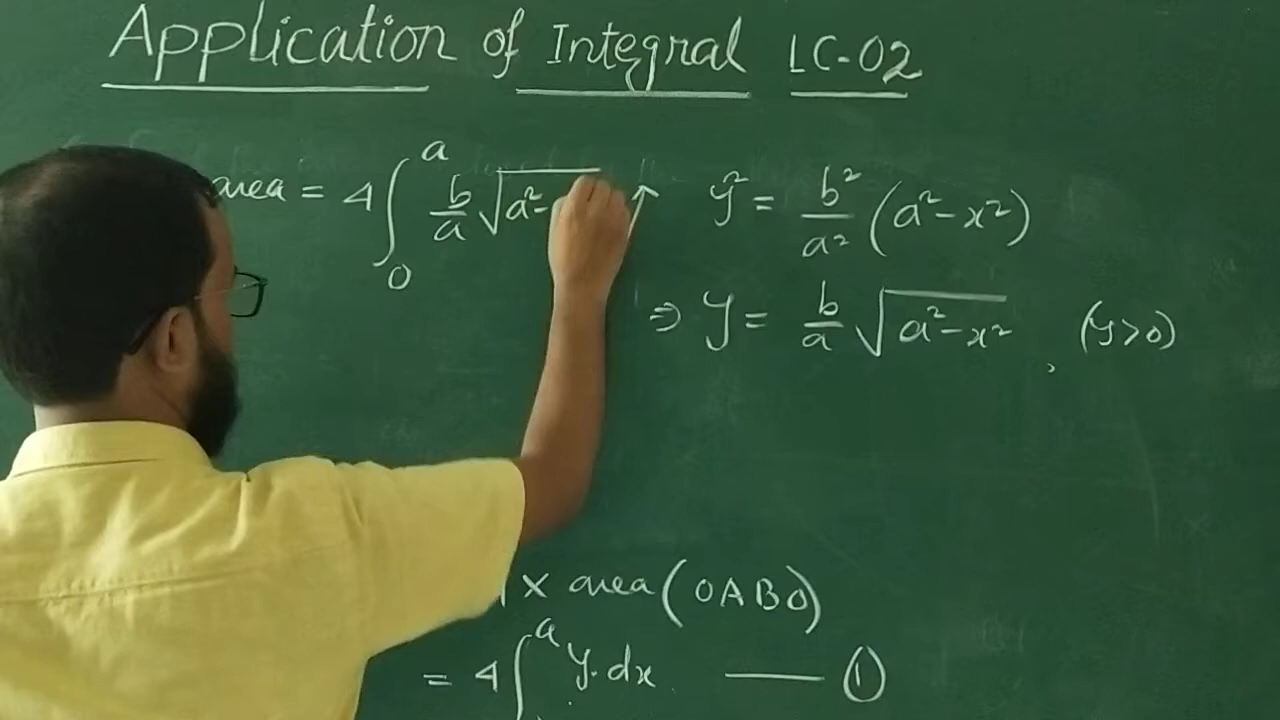 Application of Integral LC-02
area = 4 ∫₀ᵃ b/a √a²-
y² = b²/a² (a²-x²)
⇒ y = b/a √a²-x² , (y>0)
× area (OABO)
= 4 ∫ᵃ y.dx —— ①